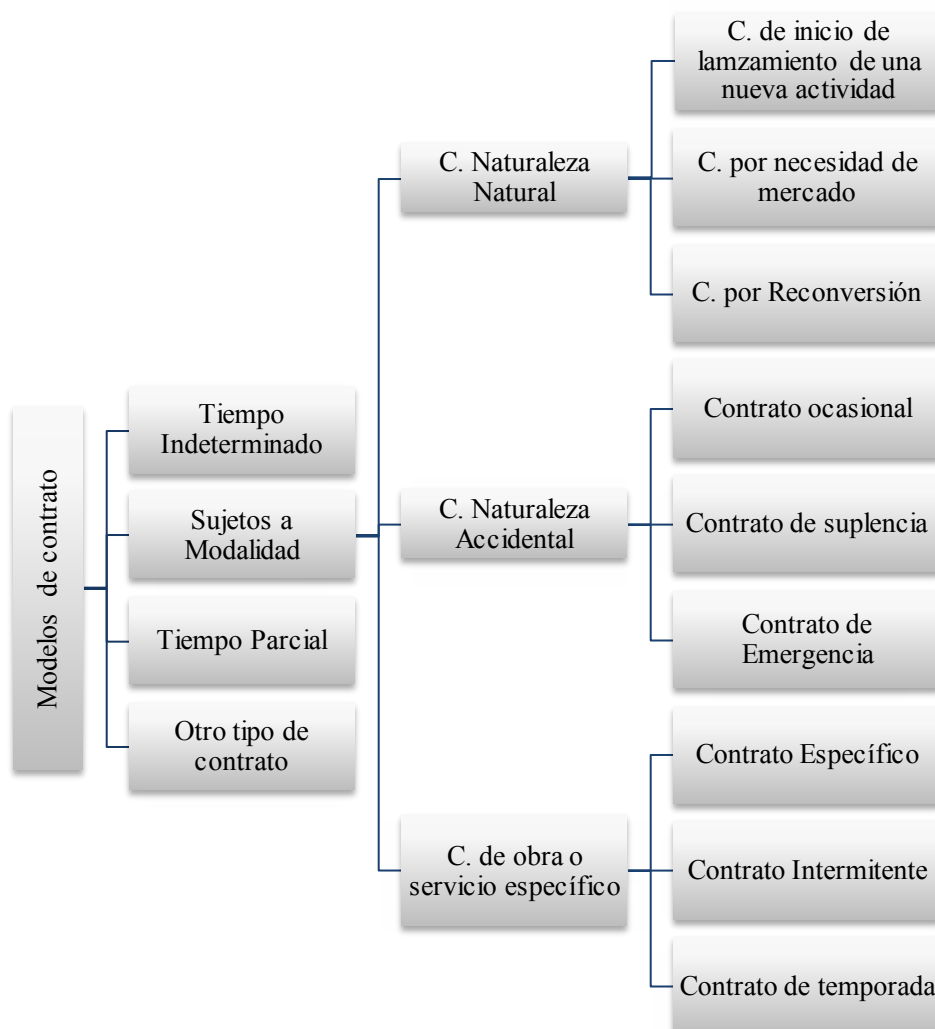 Modelos de contrato
Tiempo
Indeterminado
Sujetos a
Modalidad
Tiempo Parcial
Otro tipo de
contrato
C. Naturaleza
Natural
C. Naturaleza
Accidental
C. de obra o
servicio específico
C. de inicio de
lamzamiento de una
nueva actividad
C. por necesidad de
mercado
C. por Reconversión
Contrato ocasional
Contrato de suplencia
Contrato de
Emergencia
Contrato Específico
Contrato Intermitente
Contrato de temporada